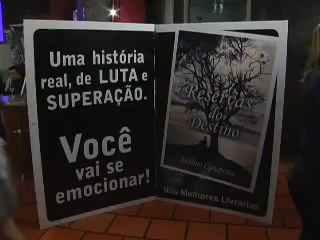 Uma história
real, de LUTA e
SUPERAÇÃO.
Você
vai se
emocionar!
Reservas
do
Destino
Nas Melhores Livrarias